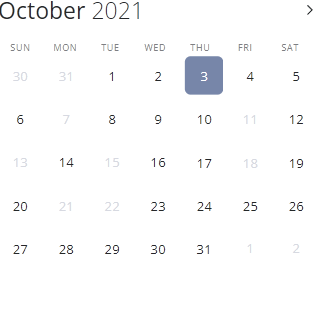 October 2021
SUN MON TUE WED THU FRI SAT
30 31 1 2 3 4 5
6 7 8 9 10 11 12
13 14 15 16 17 18 19
20 21 22 23 24 25 26
27 28 29 30 31 1 2